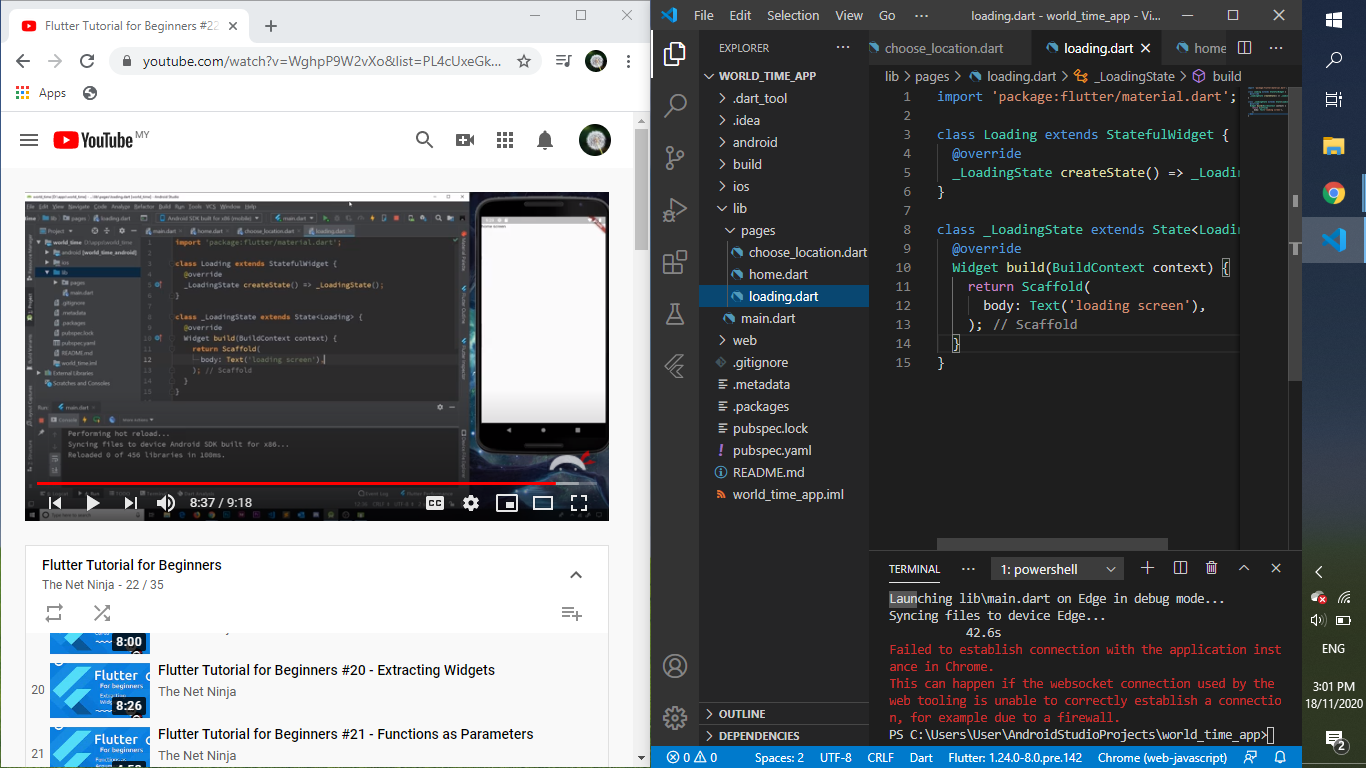 Flutter Tutorial for Beginners #22
youtube.com/watch?v=WghpP9W2vXo&list=PL4cUxeGk...
Apps
YouTube MY
import 'package:flutter/material.dart';
class Loading extends StatefulWidget {
@override
_LoadingState createState() => _LoadingState();
}
class _LoadingState extends State<Loading> {
@override
Widget build(BuildContext context) {
return Scaffold(
body: Text('loading screen'),
); // Scaffold
}
}
Performing hot reload...
Syncing files to device Android SDK built for x86...
Reloaded 0 of 456 libraries in 100ms.
8:37 / 9:18
CC
Flutter Tutorial for Beginners
The Net Ninja - 22 / 35
8:00
20
Flutter Tutorial for Beginners #20 - Extracting Widgets
The Net Ninja
8:26
21
Flutter Tutorial for Beginners #21 - Functions as Parameters
The Net Ninja
File Edit Selection View Go ··· loading.dart - world_time_app - Vi...
EXPLORER ···
WORLD_TIME_APP
.dart_tool
.idea
android
build
ios
lib
pages
choose_location.dart
home.dart
loading.dart
main.dart
web
.gitignore
.metadata
.packages
pubspec.lock
pubspec.yaml
README.md
world_time_app.iml
OUTLINE
DEPENDENCIES
choose_location.dart loading.dart home
lib > pages > loading.dart > _LoadingState > build
1 import 'package:flutter/material.dart';
2
3 class Loading extends StatefulWidget {
4 @override
5 _LoadingState createState() => _Loadin
6 }
7
8 class _LoadingState extends State<Loadin
9 @override
10 Widget build(BuildContext context) {
11 return Scaffold(
12 body: Text('loading screen'),
13 ); // Scaffold
14 }
15 }
TERMINAL ··· 1: powershell
Launching lib\main.dart on Edge in debug mode...
Syncing files to device Edge...
42.6s
Failed to establish connection with the application inst
ance in Chrome.
This can happen if the websocket connection used by the
web tooling is unable to correctly establish a connectio
n, for example due to a firewall.
PS C:\Users\User\AndroidStudioProjects\world_time_app>
0 0 Spaces: 2 UTF-8 CRLF Dart Flutter: 1.24.0-8.0.pre.142 Chrome (web-javascript)
ENG
3:01 PM
18/11/2020
2